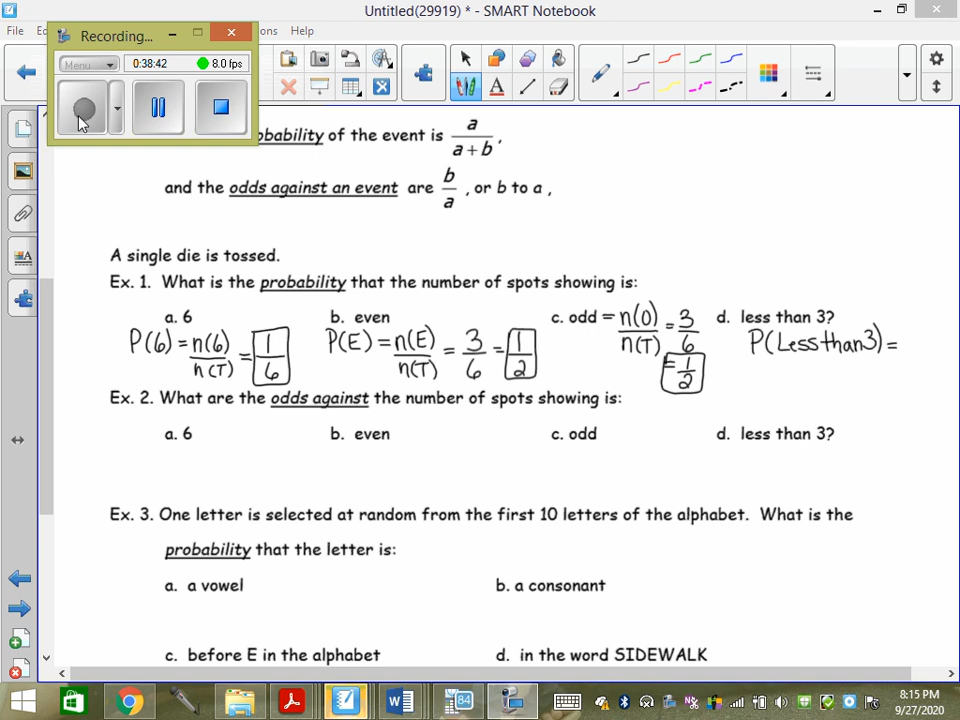 Untitled(29919) * - SMART Notebook
File
Help
Recording...
Menu
0:38:42
8.0 fps
probability of the event is a / a + b ,
and the odds against an event are b / a , or b to a ,
A single die is tossed.
Ex. 1. What is the probability that the number of spots showing is:
a. 6 b. even c. odd = n(O) / n(T) = 3 / 6 = 1 / 2 d. less than 3?
P(6) = n(6) / n(T) = 1 / 6 P(E) = n(E) / n(T) = 3 / 6 = 1 / 2 P(Less than 3) =
Ex. 2. What are the odds against the number of spots showing is:
a. 6 b. even c. odd d. less than 3?
Ex. 3. One letter is selected at random from the first 10 letters of the alphabet. What is the
probability that the letter is:
a. a vowel b. a consonant
c. before E in the alphabet d. in the word SIDEWALK
84
8:15 PM
9/27/2020